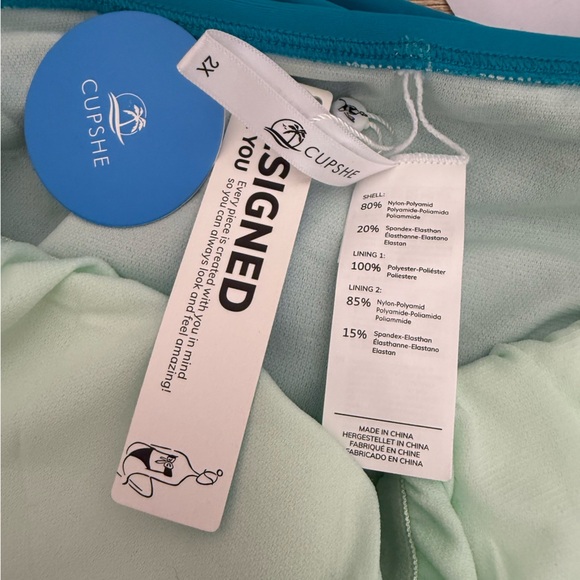 CUPSHE
2X
CUPSHE
SIGNED
YOU
Every piece is created with you in mind
so you can always look and feel amazing!
SHELL:
80% Nylon-Polyamid
Polyamide-Poliamida
Poliammide
20% Spandex-Elasthan
Élasthanne-Elastano
Elastan
LINING 1:
100% Polyester-Poliéster
Poliestere
LINING 2:
85% Nylon-Polyamid
Polyamide-Poliamida
Poliammide
15% Spandex-Elasthan
Élasthanne-Elastano
Elastan
MADE IN CHINA
HERGESTELLET IN CHINA
FABRIQUÉ EN CHINE
FABRICADO EN CHINA